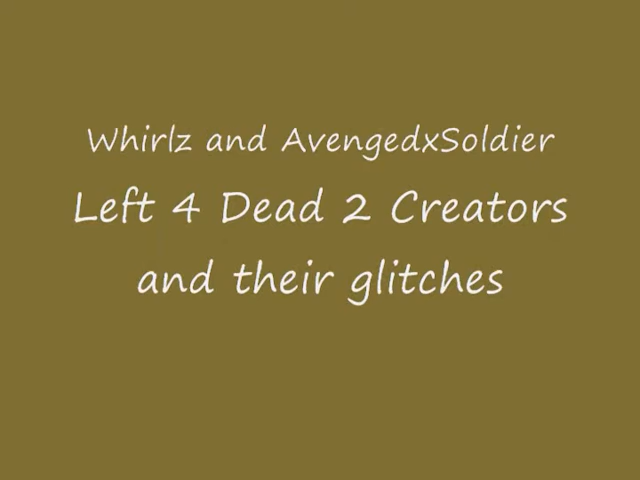 Whirlz and AvengedxSoldier
Left 4 Dead 2 Creators
and their glitches